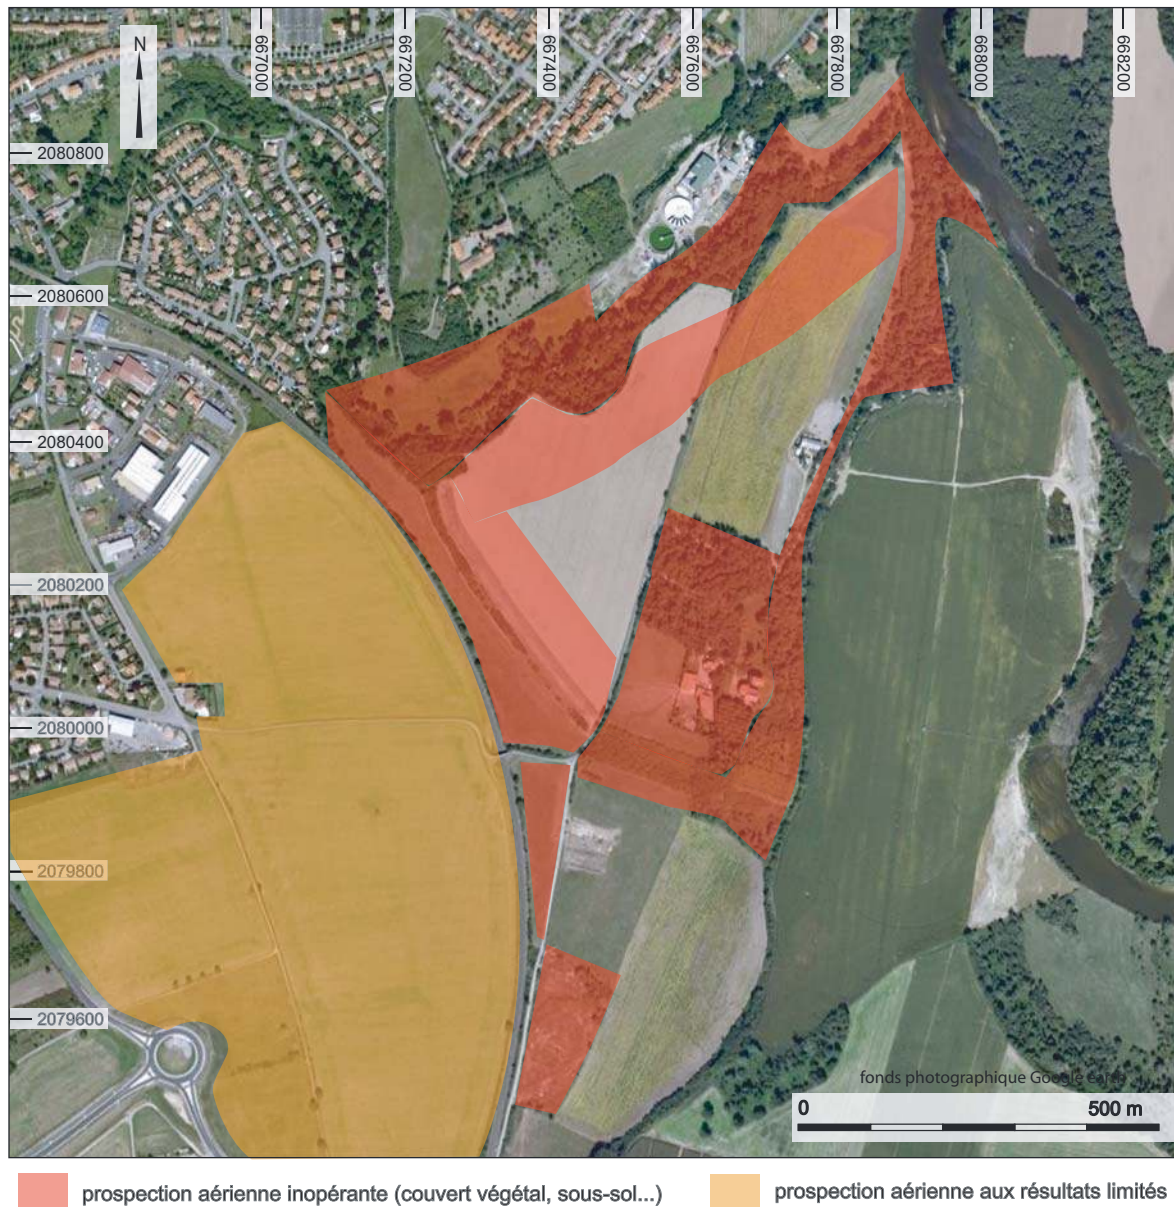 N
667000
667200
667400
667200
667800
668000
668200
2080800
2080600
2080400
2080200
2080000
2079800
2079600
fonds photographique Google earth
0 500 m
prospection aérienne inopérante (couvert végétal, sous-sol...)
prospection aérienne aux résultats limités